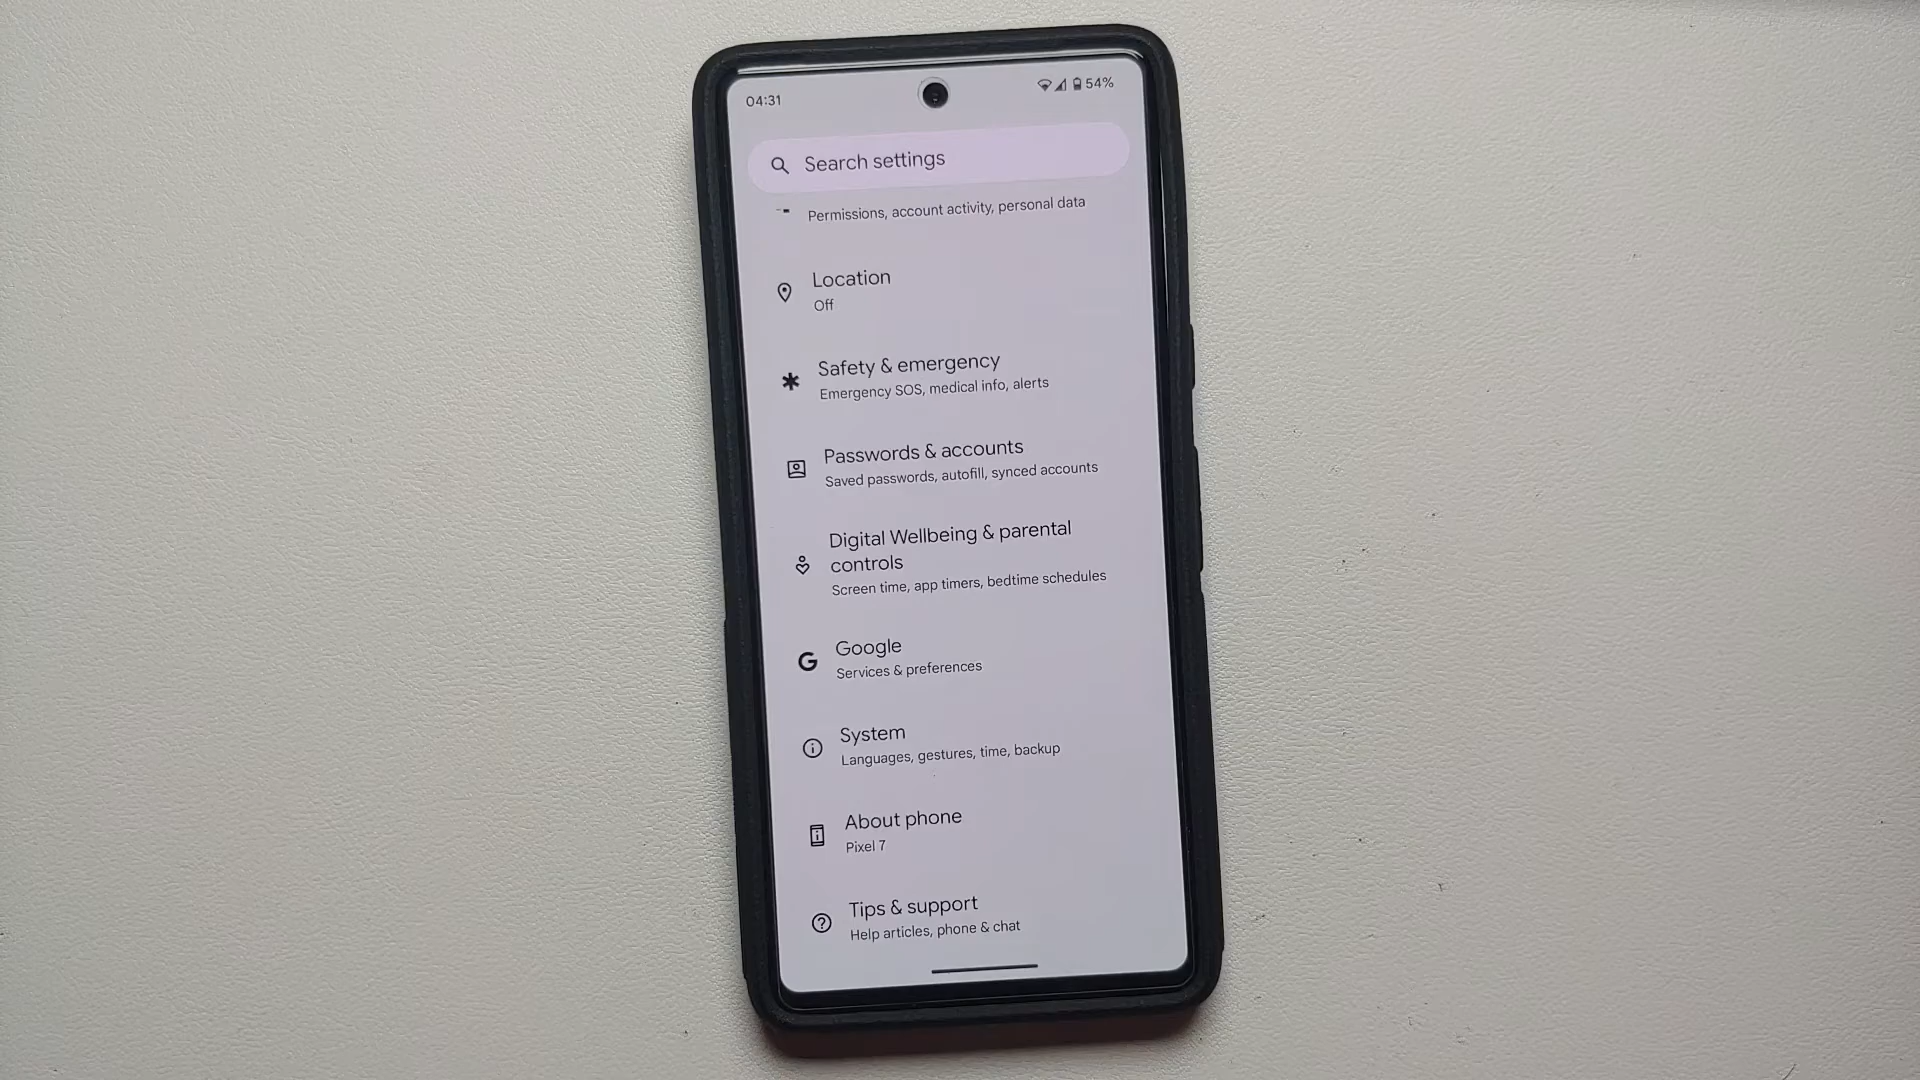 04:31
54%
Search settings
Permissions, account activity, personal data
Location
Off
Safety & emergency
Emergency SOS, medical info, alerts
Passwords & accounts
Saved passwords, autofill, synced accounts
Digital Wellbeing & parental
controls
Screen time, app timers, bedtime schedules
Google
Services & preferences
System
Languages, gestures, time, backup
About phone
Pixel 7
Tips & support
Help articles, phone & chat